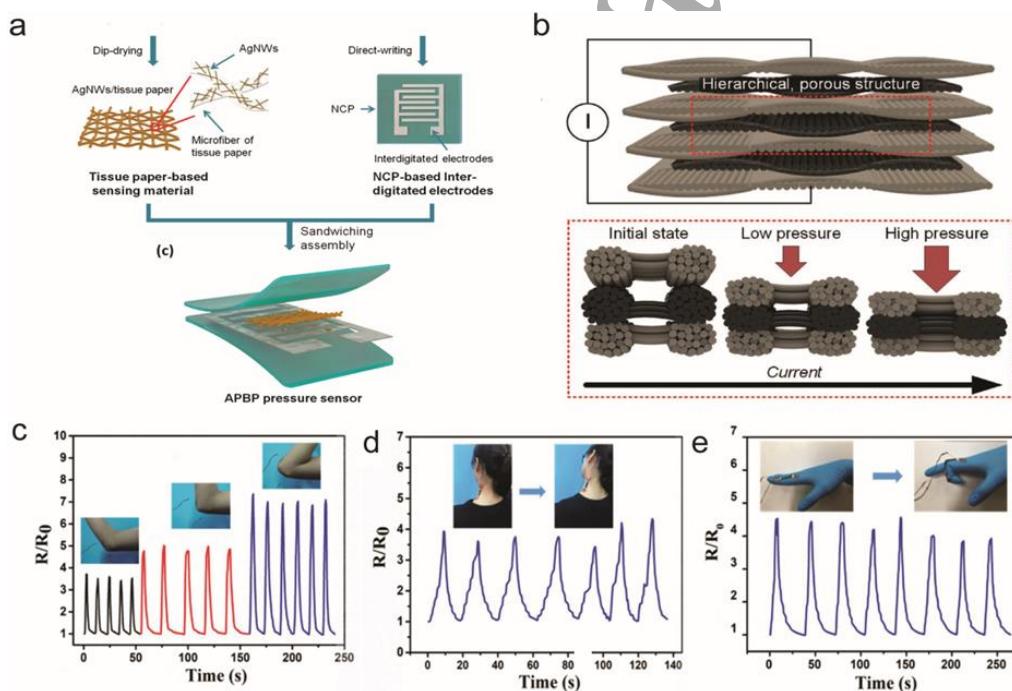 a
Dip-drying
AgNWs
AgNWs/tissue paper
Microfiber of
tissue paper
Tissue paper-based
sensing material
Direct-writing
NCP
Interdigitated electrodes
NCP-based Inter-
digitated electrodes
(c)
Sandwiching
assembly
APBP pressure sensor
b
Hierarchical, porous structure
I
Initial state
Low pressure
High pressure
Current
c
R/R0
10
9
8
7
6
5
4
3
2
1
0 50 100 150 200 250
Time (s)
d
R/R0
7
6
5
4
3
2
1
0 20 40 60 80 100 120 140
Time (s)
e
R/R0
7
6
5
4
3
2
1
0 50 100 150 200 250
Time (s)